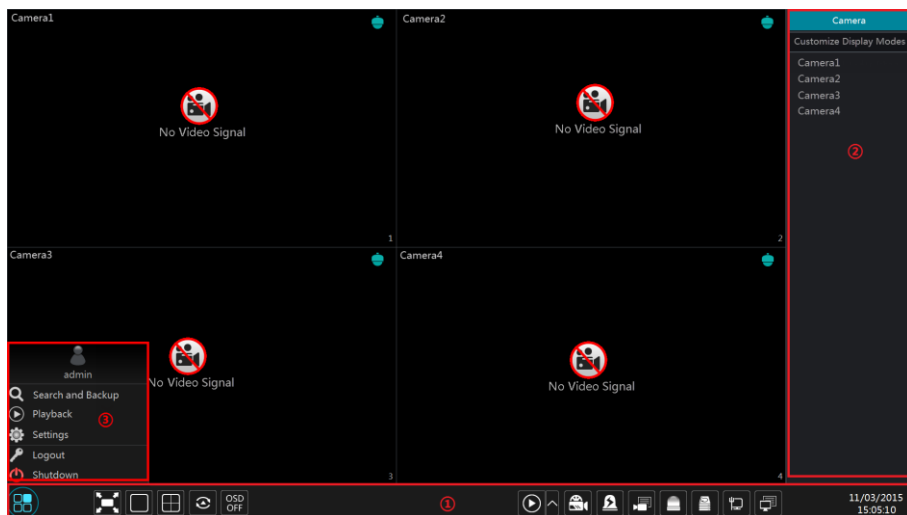 Camera1
Camera2
Camera
Customize Display Modes
Camera1
Camera2
Camera3
Camera4
②
No Video Signal
No Video Signal
1
2
Camera3
Camera4
No Video Signal
No Video Signal
admin
Search and Backup
Playback
③
Settings
Logout
Shutdown
3
4
OSD
OFF
①
11/03/2015
15:05:10